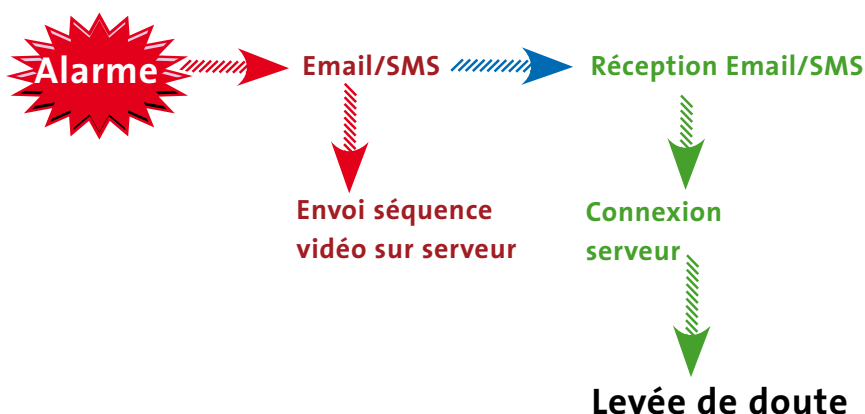 Alarme
Email/SMS
Réception Email/SMS
Envoi séquence
vidéo sur serveur
Connexion
serveur
Levée de doute